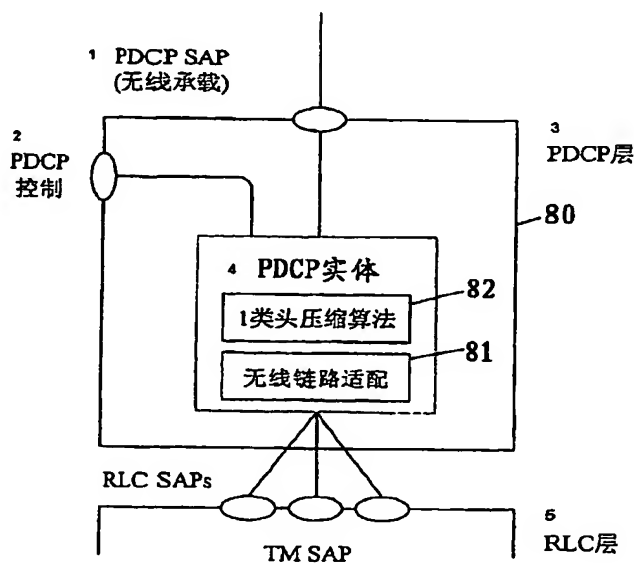 1 PDCP SAP
(无线承载)
2
PDCP
控制
3
PDCP层
80
4 PDCP实体
82
1类头压缩算法
81
无线链路适配
RLC SAPs
TM SAP
5
RLC层